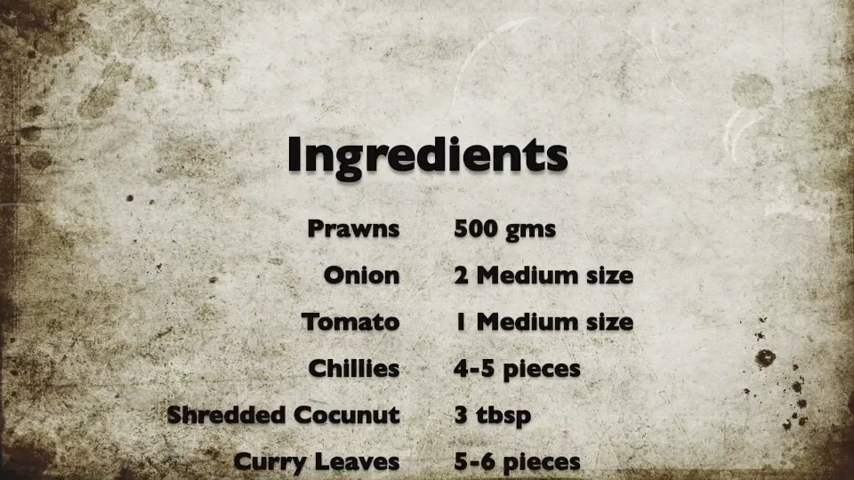 Ingredients
Prawns 500 gms
Onion 2 Medium size
Tomato 1 Medium size
Chillies 4-5 pieces
Shredded Cocunut 3 tbsp
Curry Leaves 5-6 pieces